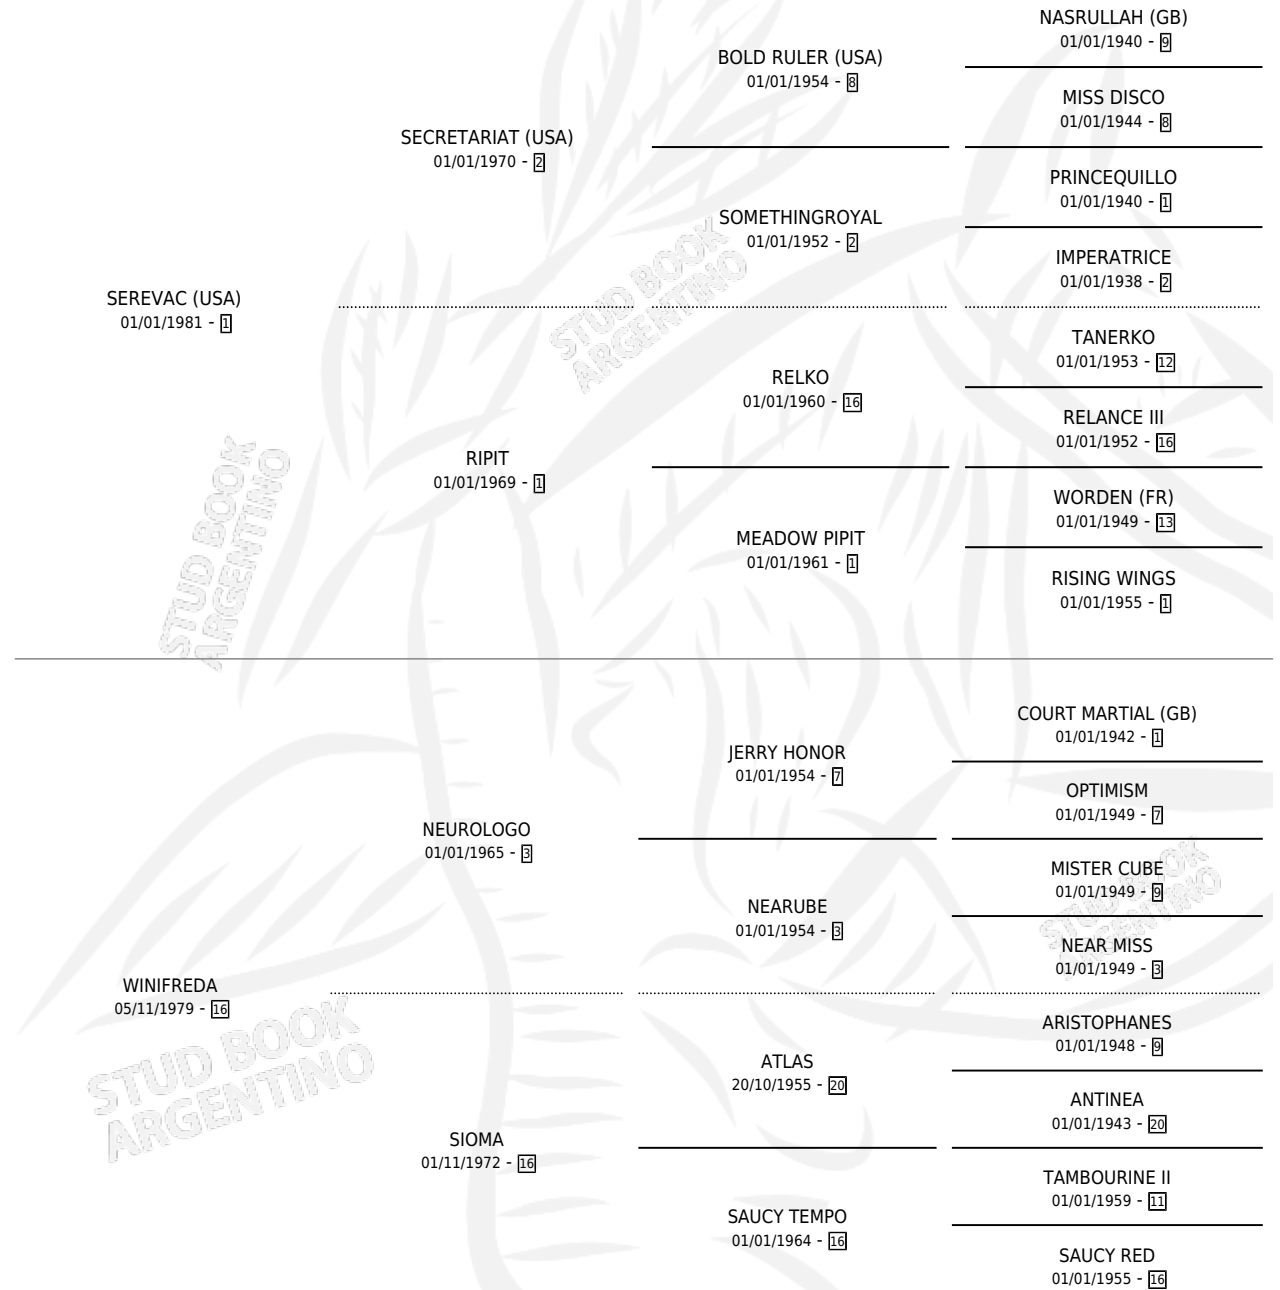 NASRULLAH (GB)
01/01/1940 - 9
BOLD RULER (USA)
01/01/1954 - 8
MISS DISCO
01/01/1944 - 8
SECRETARIAT (USA)
01/01/1970 - 2
PRINCEQUILLO
01/01/1940 - 1
SOMETHINGROYAL
01/01/1952 - 2
IMPERATRICE
01/01/1938 - 2
SEREVAC (USA)
01/01/1981 - 1
TANERKO
01/01/1953 - 12
RELKO
01/01/1960 - 16
RELANCE III
01/01/1952 - 16
RIPIT
01/01/1969 - 1
WORDEN (FR)
01/01/1949 - 13
MEADOW PIPIT
01/01/1961 - 1
RISING WINGS
01/01/1955 - 1
COURT MARTIAL (GB)
01/01/1942 - 1
JERRY HONOR
01/01/1954 - 7
OPTIMISM
01/01/1949 - 7
NEUROLOGO
01/01/1965 - 3
MISTER CUBE
01/01/1949 - 9
NEARUBE
01/01/1954 - 3
NEAR MISS
01/01/1949 - 3
WINIFREDA
05/11/1979 - 16
ARISTOPHANES
01/01/1948 - 9
ATLAS
20/10/1955 - 20
ANTINEA
01/01/1943 - 20
SIOMA
01/11/1972 - 16
TAMBOURINE II
01/01/1959 - 11
SAUCY TEMPO
01/01/1964 - 16
SAUCY RED
01/01/1955 - 16
STUD BOOK
ARGENTINO
STUD BOOK
ARGENTINO
STUD BOOK
ARGENTINO
STUD BOOK
ARGENTINO